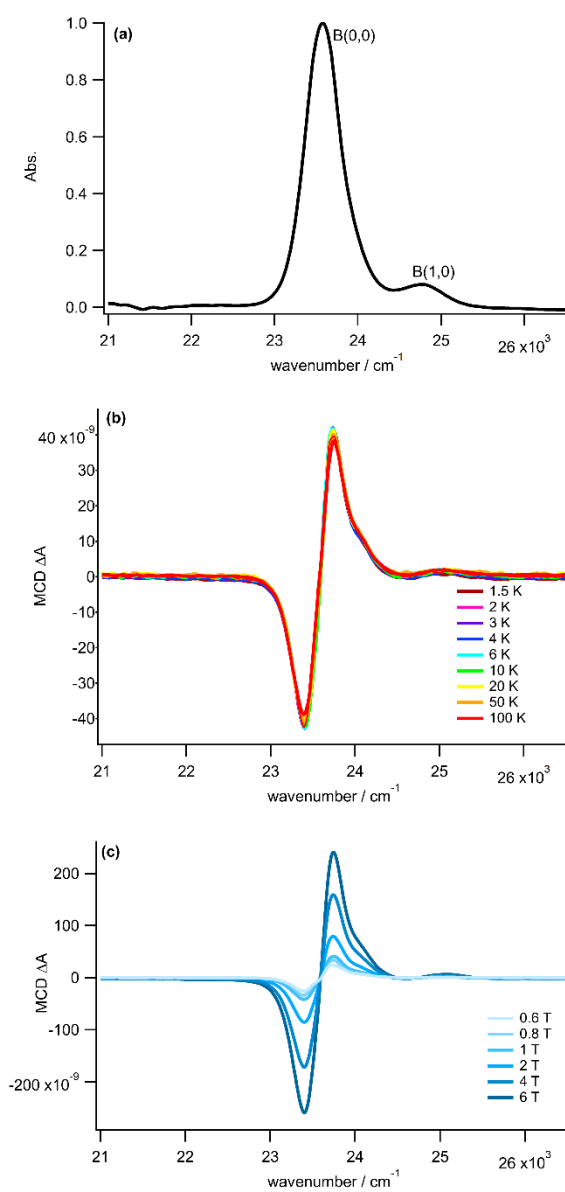 (a)
B(0,0)
B(1,0)
Abs.
1.0
0.8
0.6
0.4
0.2
0.0
21 22 23 24 25 26 x10³
wavenumber / cm⁻¹
(b)
MCD ΔA
40 x10⁻⁹
30
20
10
0
-10
-20
-30
-40
1.5 K
2 K
3 K
4 K
6 K
10 K
20 K
50 K
100 K
21 22 23 24 25 26 x10³
wavenumber / cm⁻¹
(c)
MCD ΔA
200
100
0
-100
-200 x10⁻⁹
0.6 T
0.8 T
1 T
2 T
4 T
6 T
21 22 23 24 25 26 x10³
wavenumber / cm⁻¹